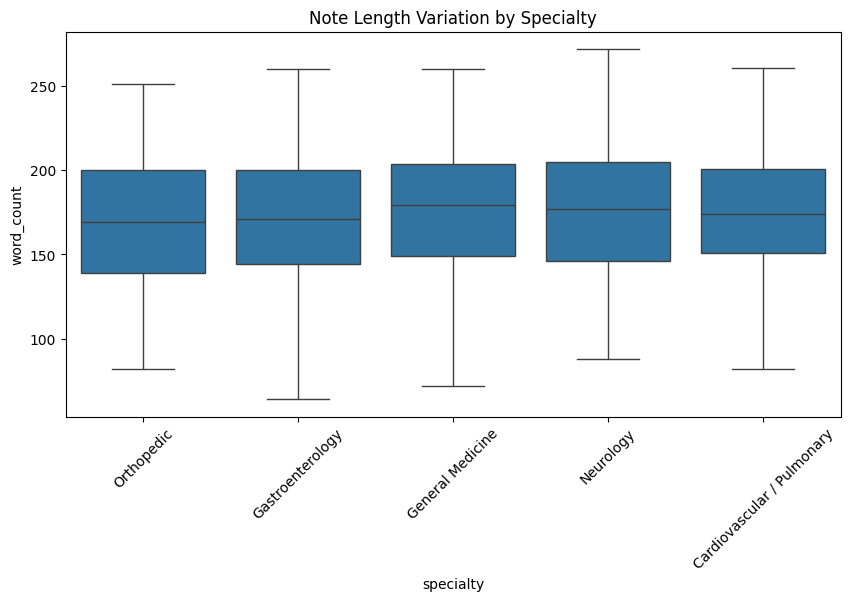 Note Length Variation by Specialty
word_count
250
200
150
100
Orthopedic
Gastroenterology
General Medicine
Neurology
Cardiovascular / Pulmonary
specialty